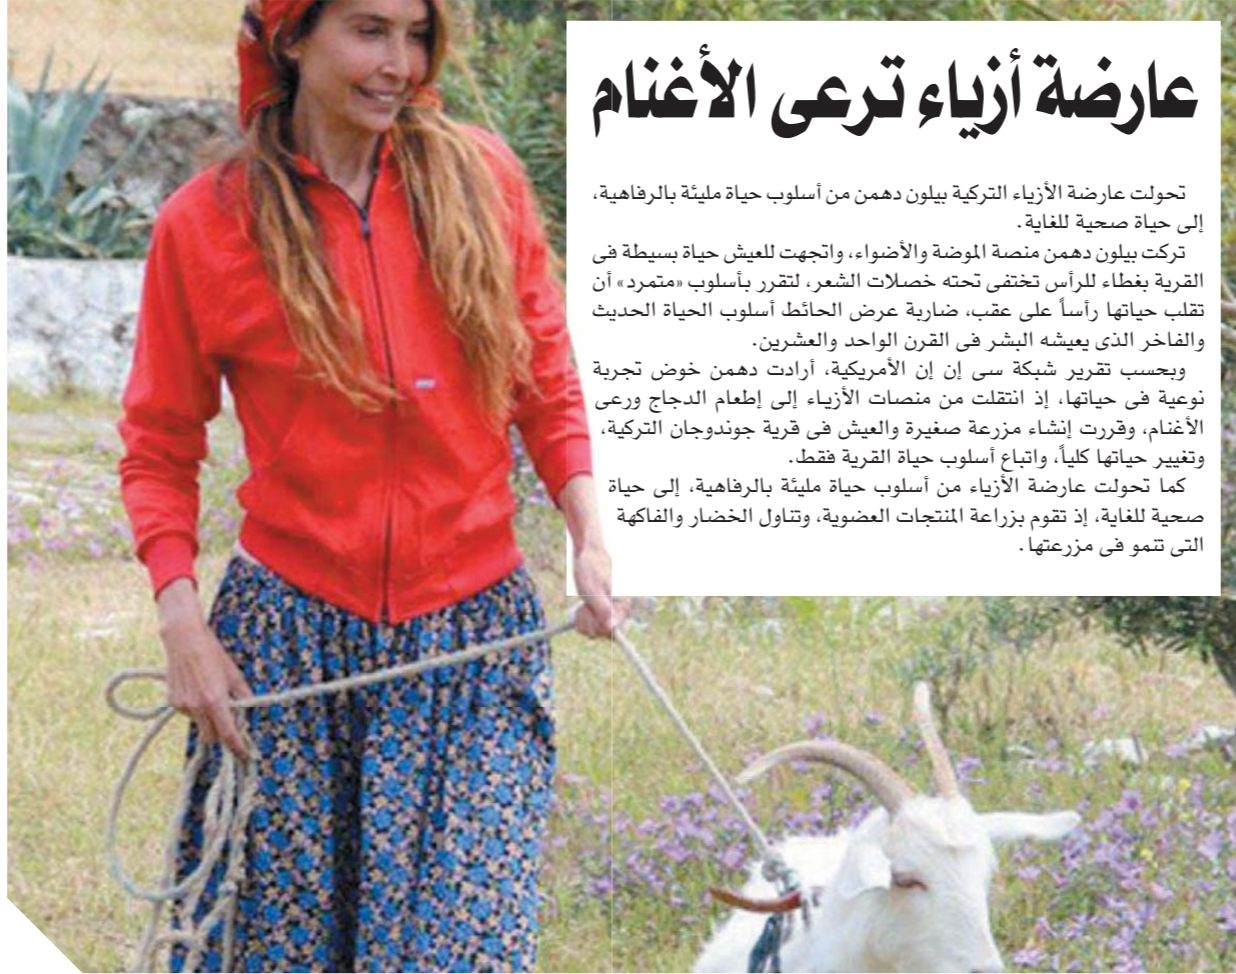 عارضة أزياء ترعى الأغنام
تحولت عارضة الأزياء التركية بيلون دهمن من أسلوب حياة مليئة بالرفاهية،
إلى حياة صحية للغاية.
تركت بيلون دهمن منصة الموضة والأضواء، واتجهت للعيش حياة بسيطة فى
القرية بغطاء للرأس تختفى تحته خصلات الشعر، لتقرر بأسلوب «متمرد» أن
تقلب حياتها رأساً على عقب، ضاربة عرض الحائط أسلوب الحياة الحديث
والفاخر الذى يعيشه البشر فى القرن الواحد والعشرين.
وبحسب تقرير شبكة سى إن إن الأمريكية، أرادت دهمن خوض تجربة
نوعية فى حياتها، إذ انتقلت من منصات الأزياء إلى إطعام الدجاج ورعى
الأغنام، وقررت إنشاء مزرعة صغيرة والعيش فى قرية جوندوجان التركية،
وتغيير حياتها كلياً، واتباع أسلوب حياة القرية فقط.
كما تحولت عارضة الأزياء من أسلوب حياة مليئة بالرفاهية، إلى حياة
صحية للغاية، إذ تقوم بزراعة المنتجات العضوية، وتناول الخضار والفاكهة
التى تنمو فى مزرعتها.